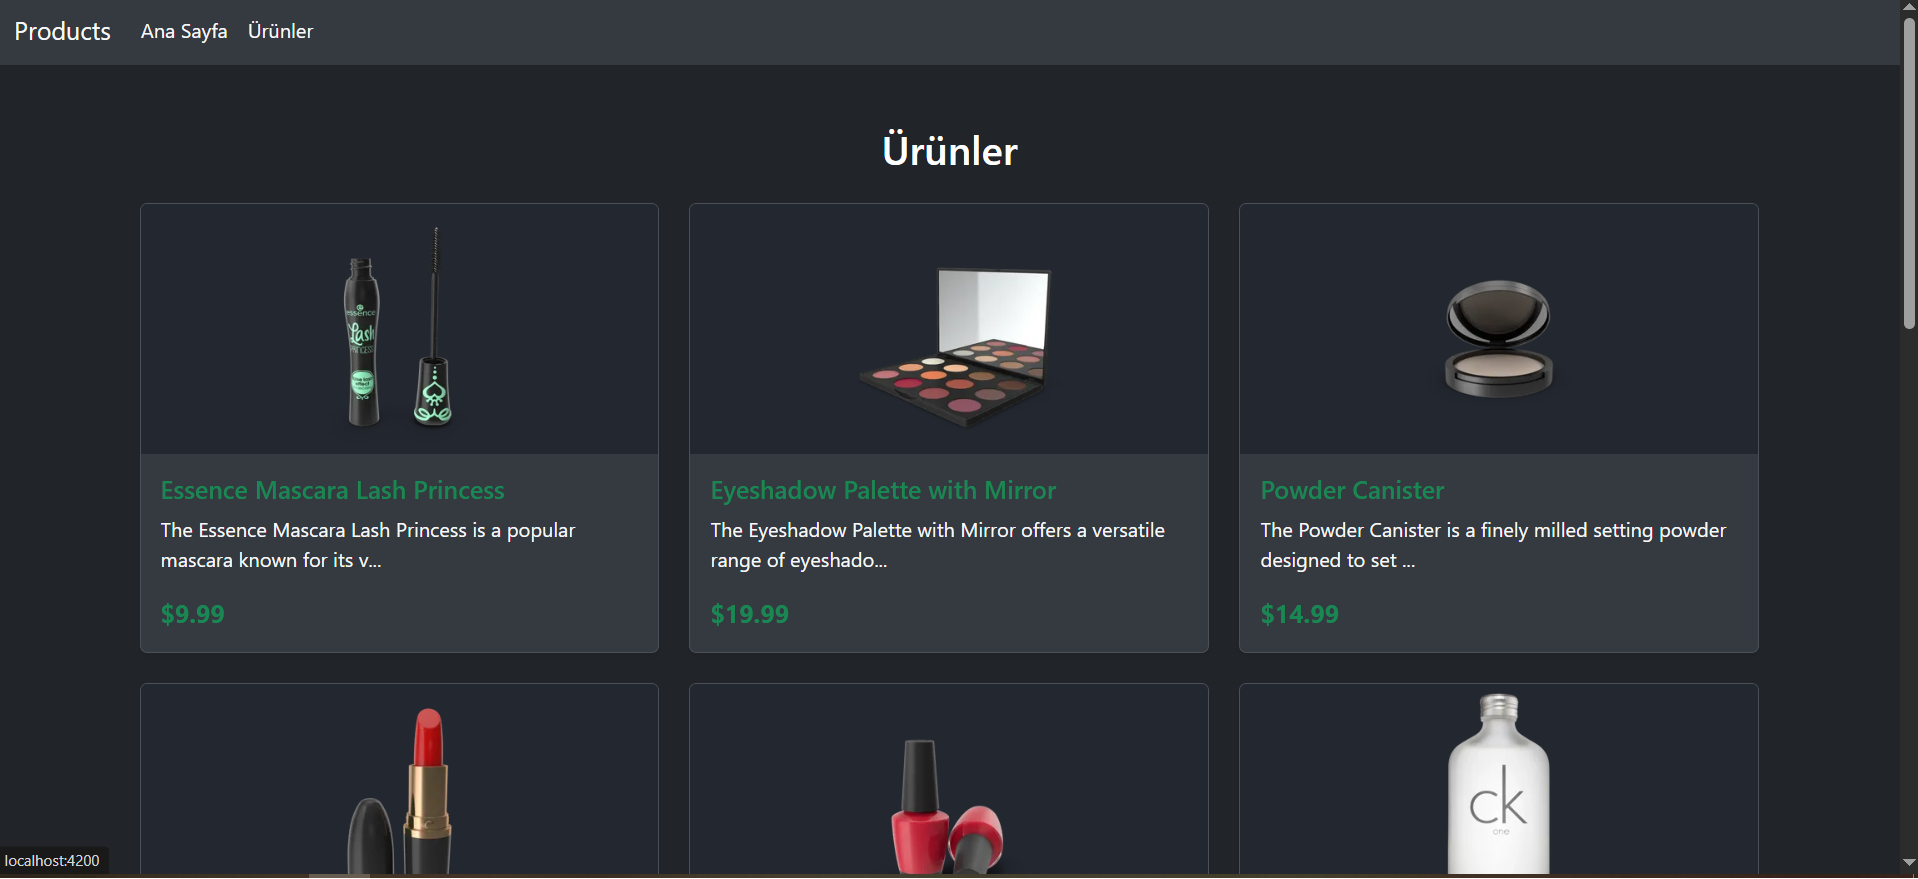 Products Ana Sayfa Ürünler
Ürünler
essence
Lash
PRINCESS
Essence Mascara Lash Princess
The Essence Mascara Lash Princess is a popular
mascara known for its v...
$9.99
Eyeshadow Palette with Mirror
The Eyeshadow Palette with Mirror offers a versatile
range of eyeshado...
$19.99
Powder Canister
The Powder Canister is a finely milled setting powder
designed to set ...
$14.99
ck
one
localhost:4200